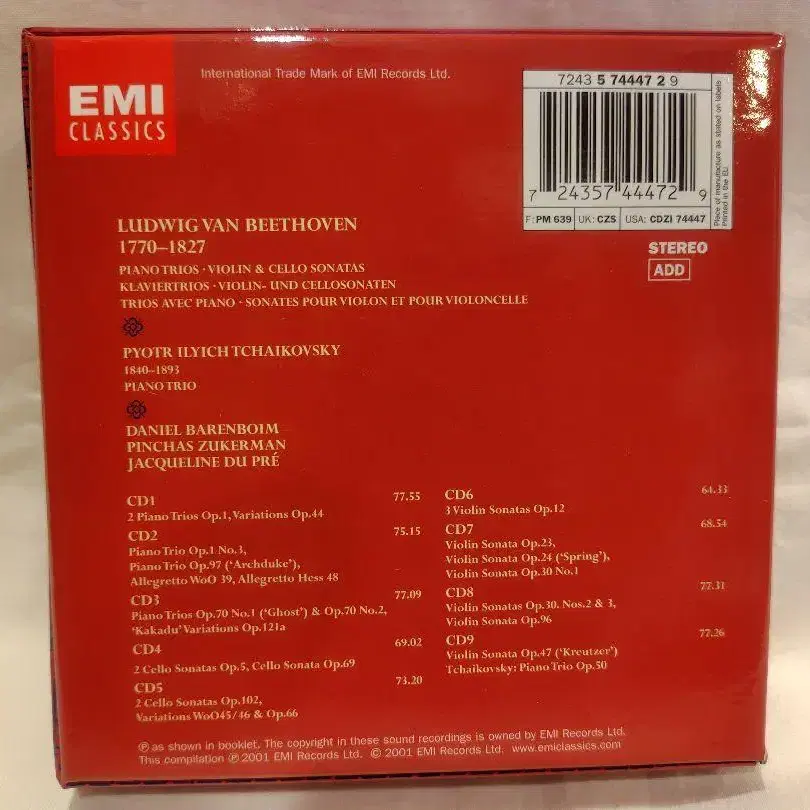 EMI
CLASSICS
International Trade Mark of EMI Records Ltd.
7243 5 74447 2 9
7 24357 44472 9
F: PM 639 UK: CZS USA: CDZI 74447
Place of manufacture as stated on labels
Printed in the EU
STEREO
ADD
LUDWIG VAN BEETHOVEN
1770–1827
PIANO TRIOS · VIOLIN & CELLO SONATAS
KLAVIERTRIOS · VIOLIN- UND CELLOSONATEN
TRIOS AVEC PIANO · SONATES POUR VIOLON ET POUR VIOLONCELLE
PYOTR ILYICH TCHAIKOVSKY
1840–1893
PIANO TRIO
DANIEL BARENBOIM
PINCHAS ZUKERMAN
JACQUELINE DU PRÉ
CD1 77.55
2 Piano Trios Op.1, Variations Op.44
CD2 75.15
Piano Trio Op.1 No.3,
Piano Trio Op.97 ('Archduke'),
Allegretto WoO 39, Allegretto Hess 48
CD3 77.09
Piano Trios Op.70 No.1 ('Ghost') & Op.70 No.2,
'Kakadu' Variations Op.121a
CD4 69.02
2 Cello Sonatas Op.5, Cello Sonata Op.69
CD5 73.20
2 Cello Sonatas Op.102,
Variations WoO45/46 & Op.66
CD6 64.33
3 Violin Sonatas Op.12
CD7 68.54
Violin Sonata Op.23,
Violin Sonata Op.24 ('Spring'),
Violin Sonata Op.30 No.1
CD8 77.31
Violin Sonatas Op.30. Nos.2 & 3,
Violin Sonata Op.96
CD9 77.26
Violin Sonata Op.47 ('Kreutzer')
Tchaikovsky: Piano Trio Op.50
℗ as shown in booklet. The copyright in these sound recordings is owned by EMI Records Ltd.
This compilation ℗ 2001 EMI Records Ltd. © 2001 EMI Records Ltd. www.emiclassics.com